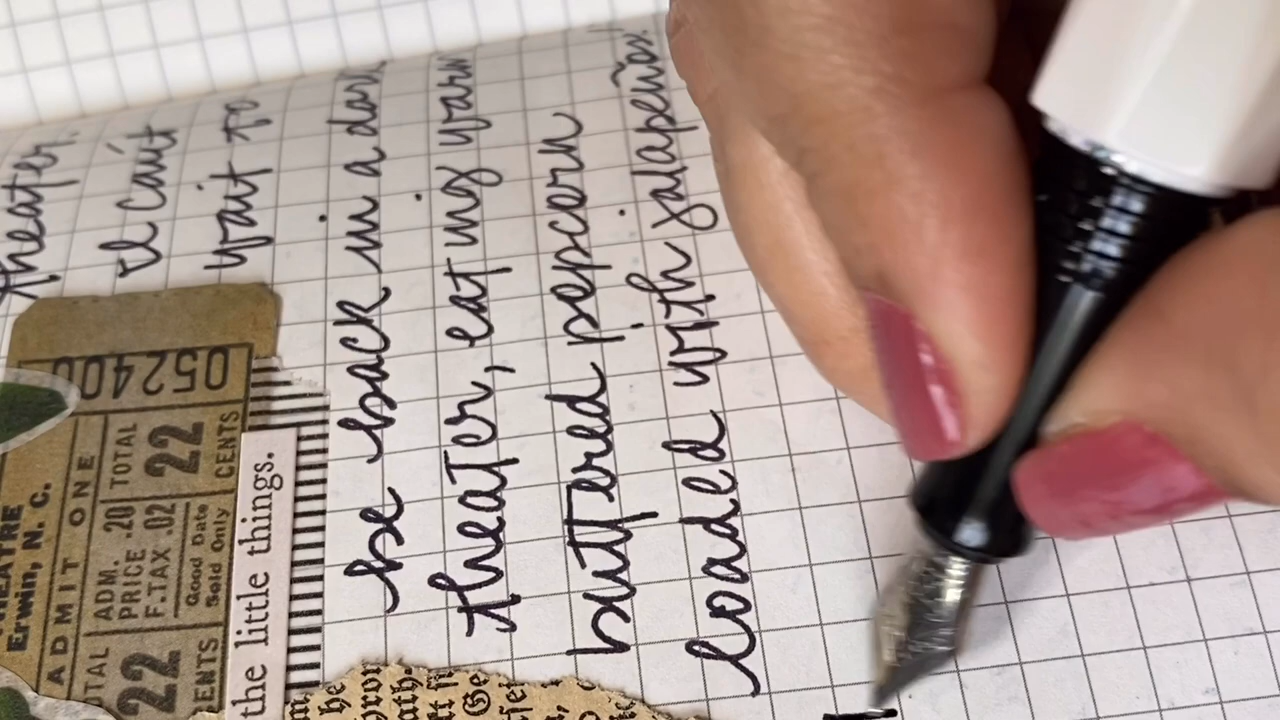 theater.
I can't
wait to
be back in a dark
theater, eating warm
buttered popcorn
loaded with jalapeños.
052400
THEATRE
Erwin, N. C.
ADMIT ONE
ADM.
PRICE .20
F.TAX .02
TOTAL
22
CENTS
Good Date
Sold Only
TOTAL
22
CENTS
the little things.